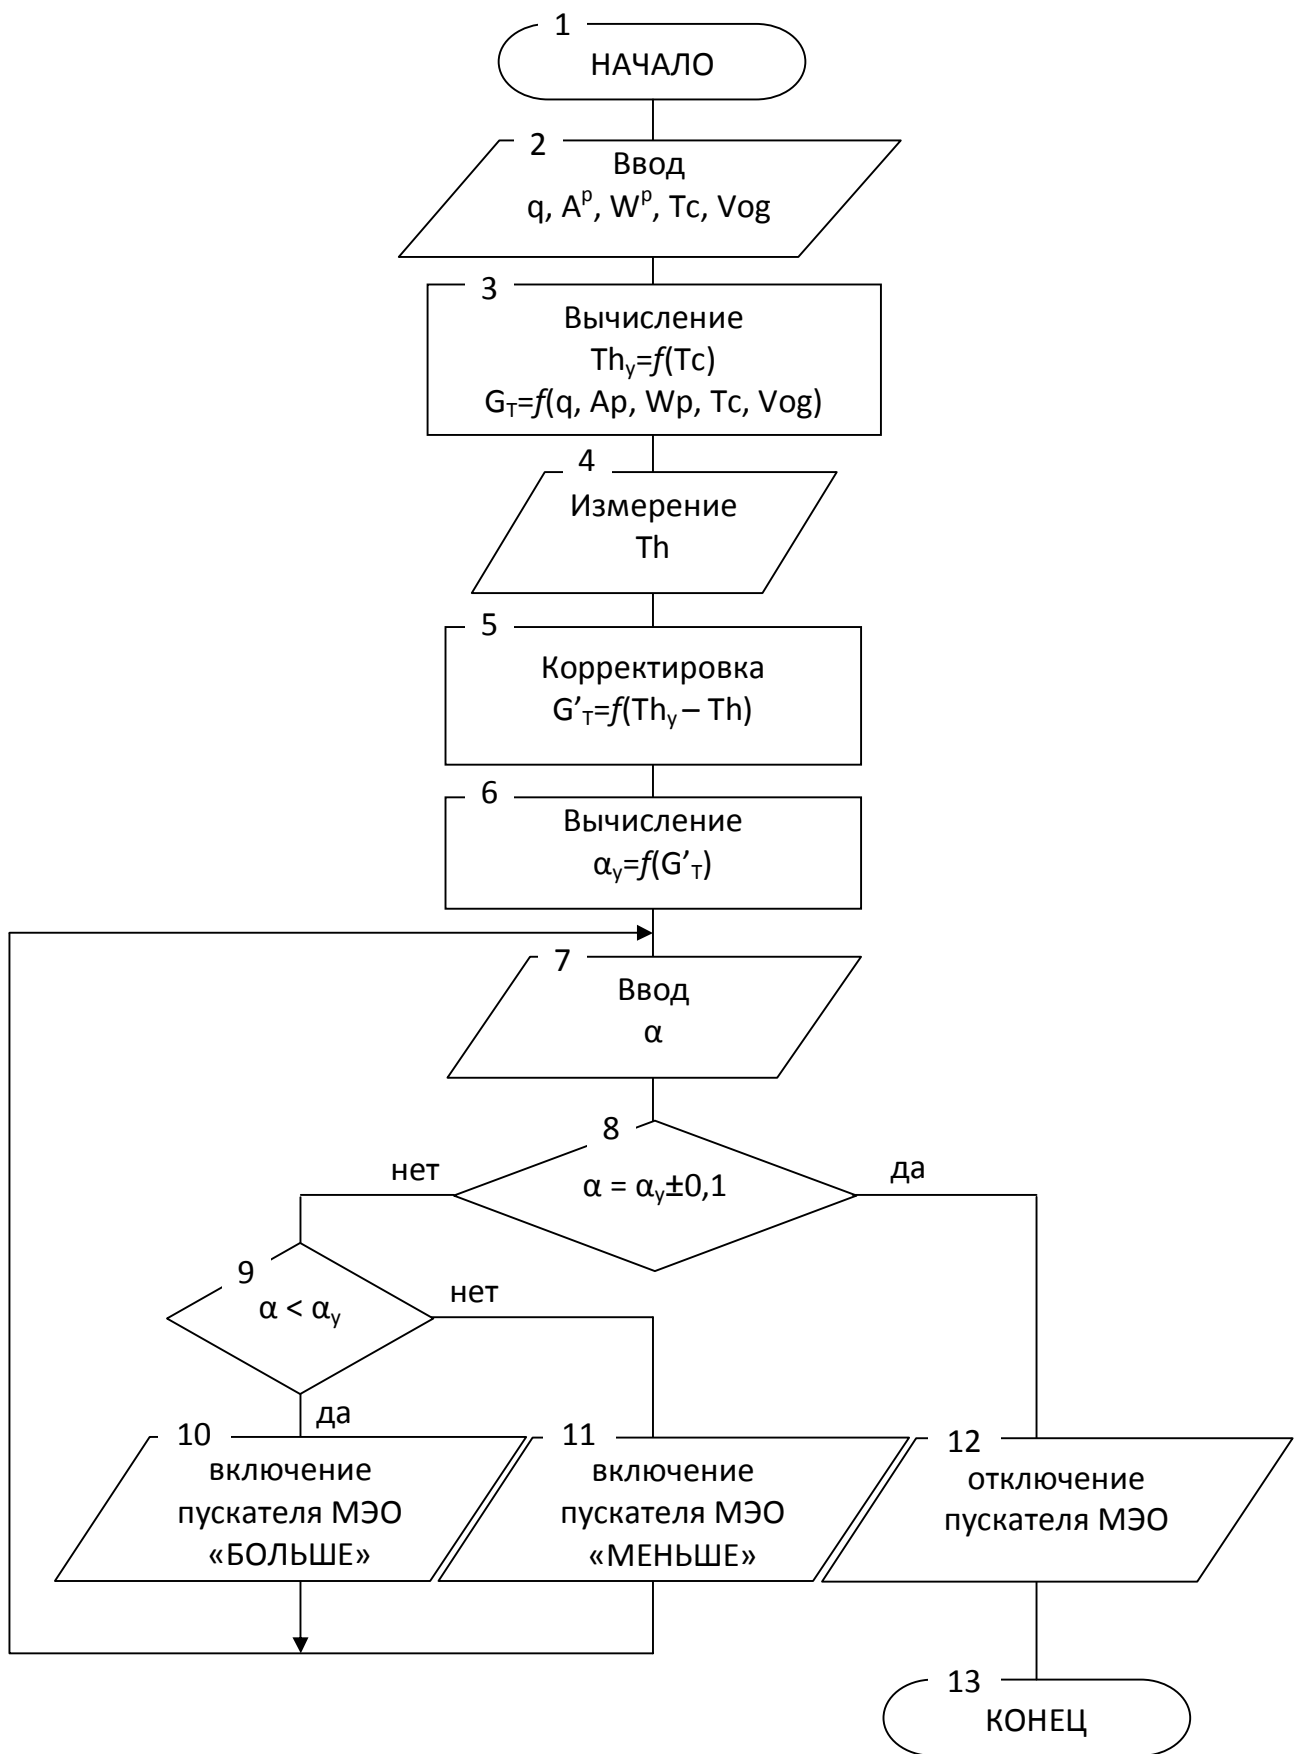 1
НАЧАЛО
2
Ввод
q, Aᵖ, Wᵖ, Tc, Vog
3
Вычисление
Thᵧ=f(Tc)
Gт=f(q, Ap, Wp, Tc, Vog)
4
Измерение
Th
5
Корректировка
G’т=f(Thᵧ – Th)
6
Вычисление
αᵧ=f(G’т)
7
Ввод
α
8
нет
α = αᵧ±0,1
да
9
α < αᵧ
нет
да
10
включение
пускателя МЭО
«БОЛЬШЕ»
11
включение
пускателя МЭО
«МЕНЬШЕ»
12
отключение
пускателя МЭО
13
КОНЕЦ